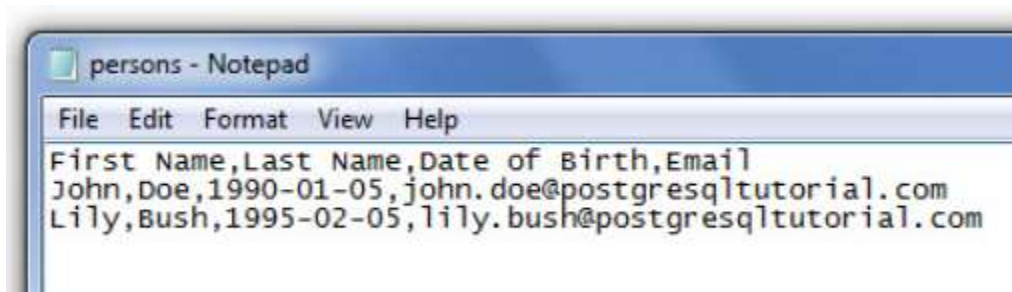 persons - Notepad
File Edit Format View Help
First Name,Last Name,Date of Birth,Email
John,Doe,1990-01-05,john.doe@postgresqltutorial.com
Lily,Bush,1995-02-05,lily.bush@postgresqltutorial.com